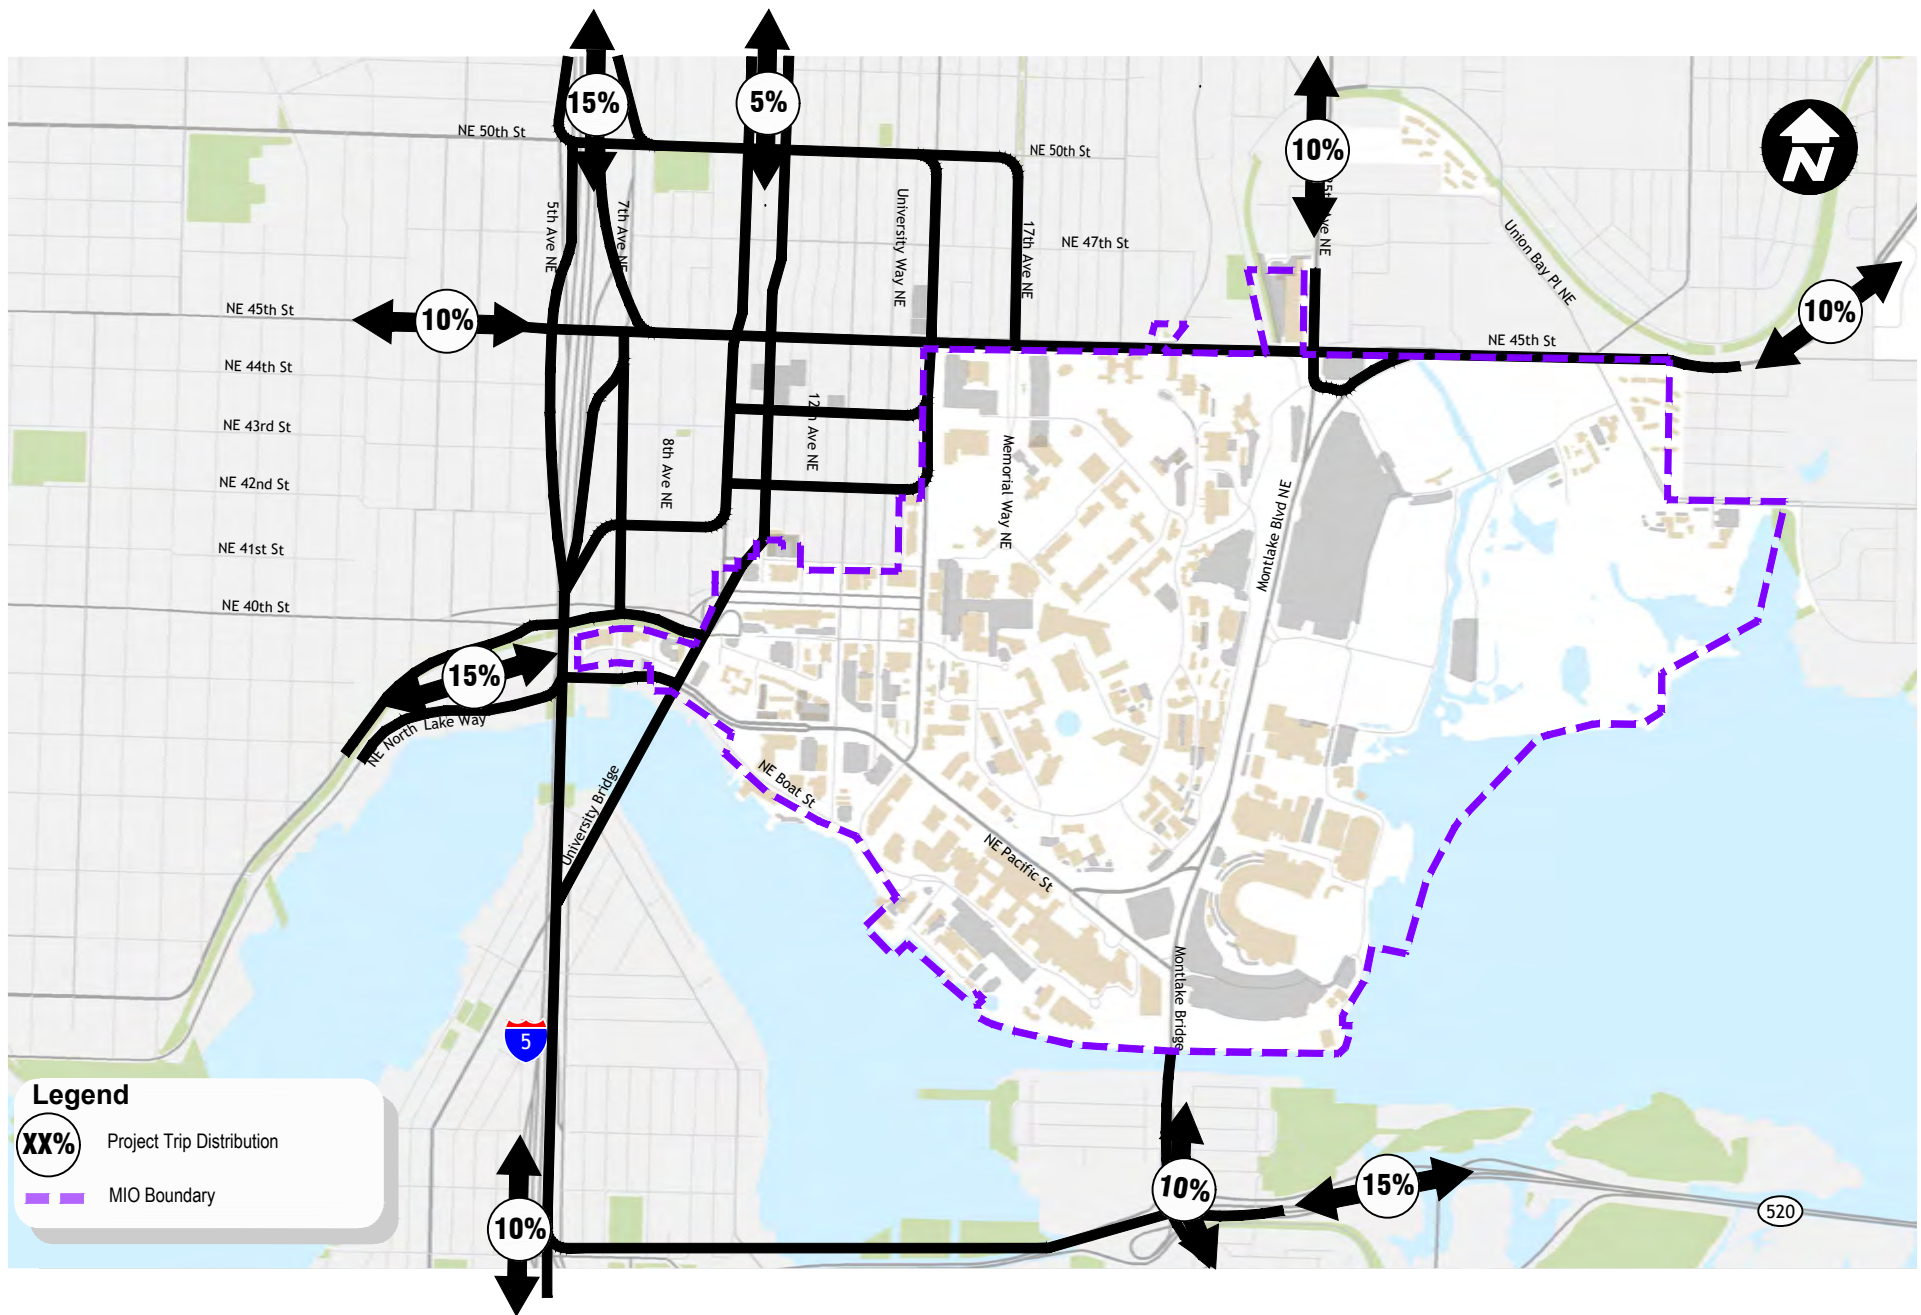 15%
5%
10%
N
NE 50th St
NE 50th St
5th Ave NE
7th Ave NE
University Way NE
17th Ave NE
NE 47th St
25th Ave NE
Union Bay Pl NE
10%
10%
NE 45th St
NE 45th St
NE 44th St
NE 43rd St
NE 42nd St
NE 41st St
NE 40th St
8th Ave NE
12th Ave NE
Memorial Way NE
Montlake Blvd NE
15%
NE North Lake Way
University Bridge
NE Boat St
NE Pacific St
Montlake Bridge
5
Legend
XX% Project Trip Distribution
MIO Boundary
10%
10%
15%
520